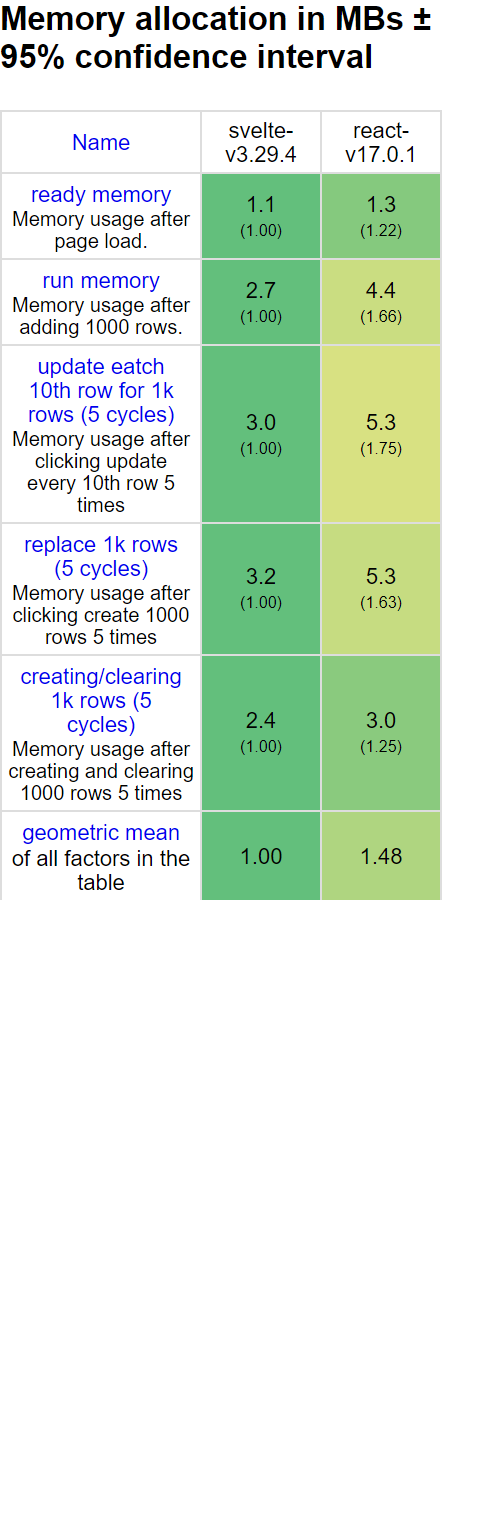 Memory allocation in MBs ±
95% confidence interval
Name
svelte-
v3.29.4
react-
v17.0.1
ready memory
Memory usage after
page load.
1.1
(1.00)
1.3
(1.22)
run memory
Memory usage after
adding 1000 rows.
2.7
(1.00)
4.4
(1.66)
update eatch
10th row for 1k
rows (5 cycles)
Memory usage after
clicking update
every 10th row 5
times
3.0
(1.00)
5.3
(1.75)
replace 1k rows
(5 cycles)
Memory usage after
clicking create 1000
rows 5 times
3.2
(1.00)
5.3
(1.63)
creating/clearing
1k rows (5
cycles)
Memory usage after
creating and clearing
1000 rows 5 times
2.4
(1.00)
3.0
(1.25)
geometric mean
of all factors in the
table
1.00
1.48